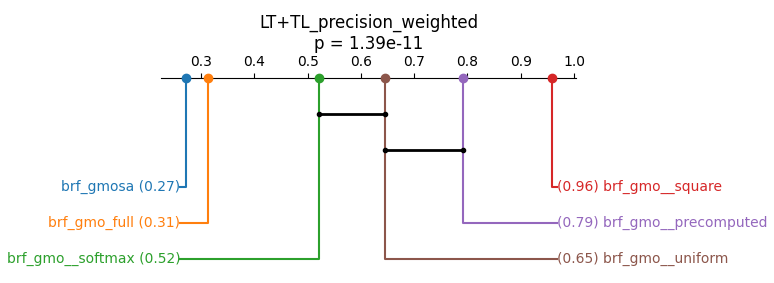 LT+TL_precision_weighted
p = 1.39e-11
0.3 0.4 0.5 0.6 0.7 0.8 0.9 1.0
brf_gmosa (0.27) (0.96) brf_gmo__square
brf_gmo_full (0.31) (0.79) brf_gmo__precomputed
brf_gmo__softmax (0.52) (0.65) brf_gmo__uniform